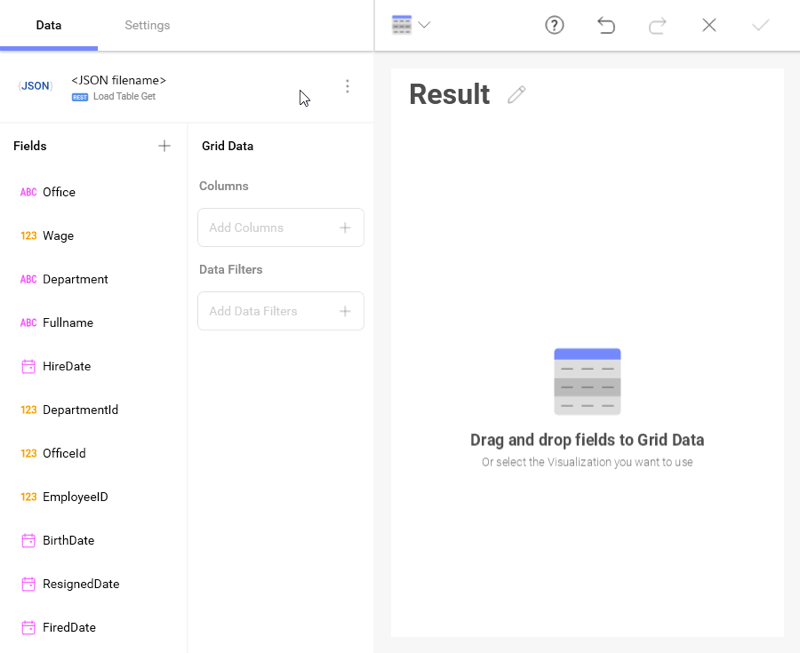 Data
Settings
{JSON}
<JSON filename>
REST Load Table Get
Fields
Grid Data
Columns
Add Columns
Data Filters
Add Data Filters
ABC Office
123 Wage
ABC Department
ABC Fullname
HireDate
123 DepartmentId
123 OfficeId
123 EmployeeID
BirthDate
ResignedDate
FiredDate
Result
Drag and drop fields to Grid Data
Or select the Visualization you want to use